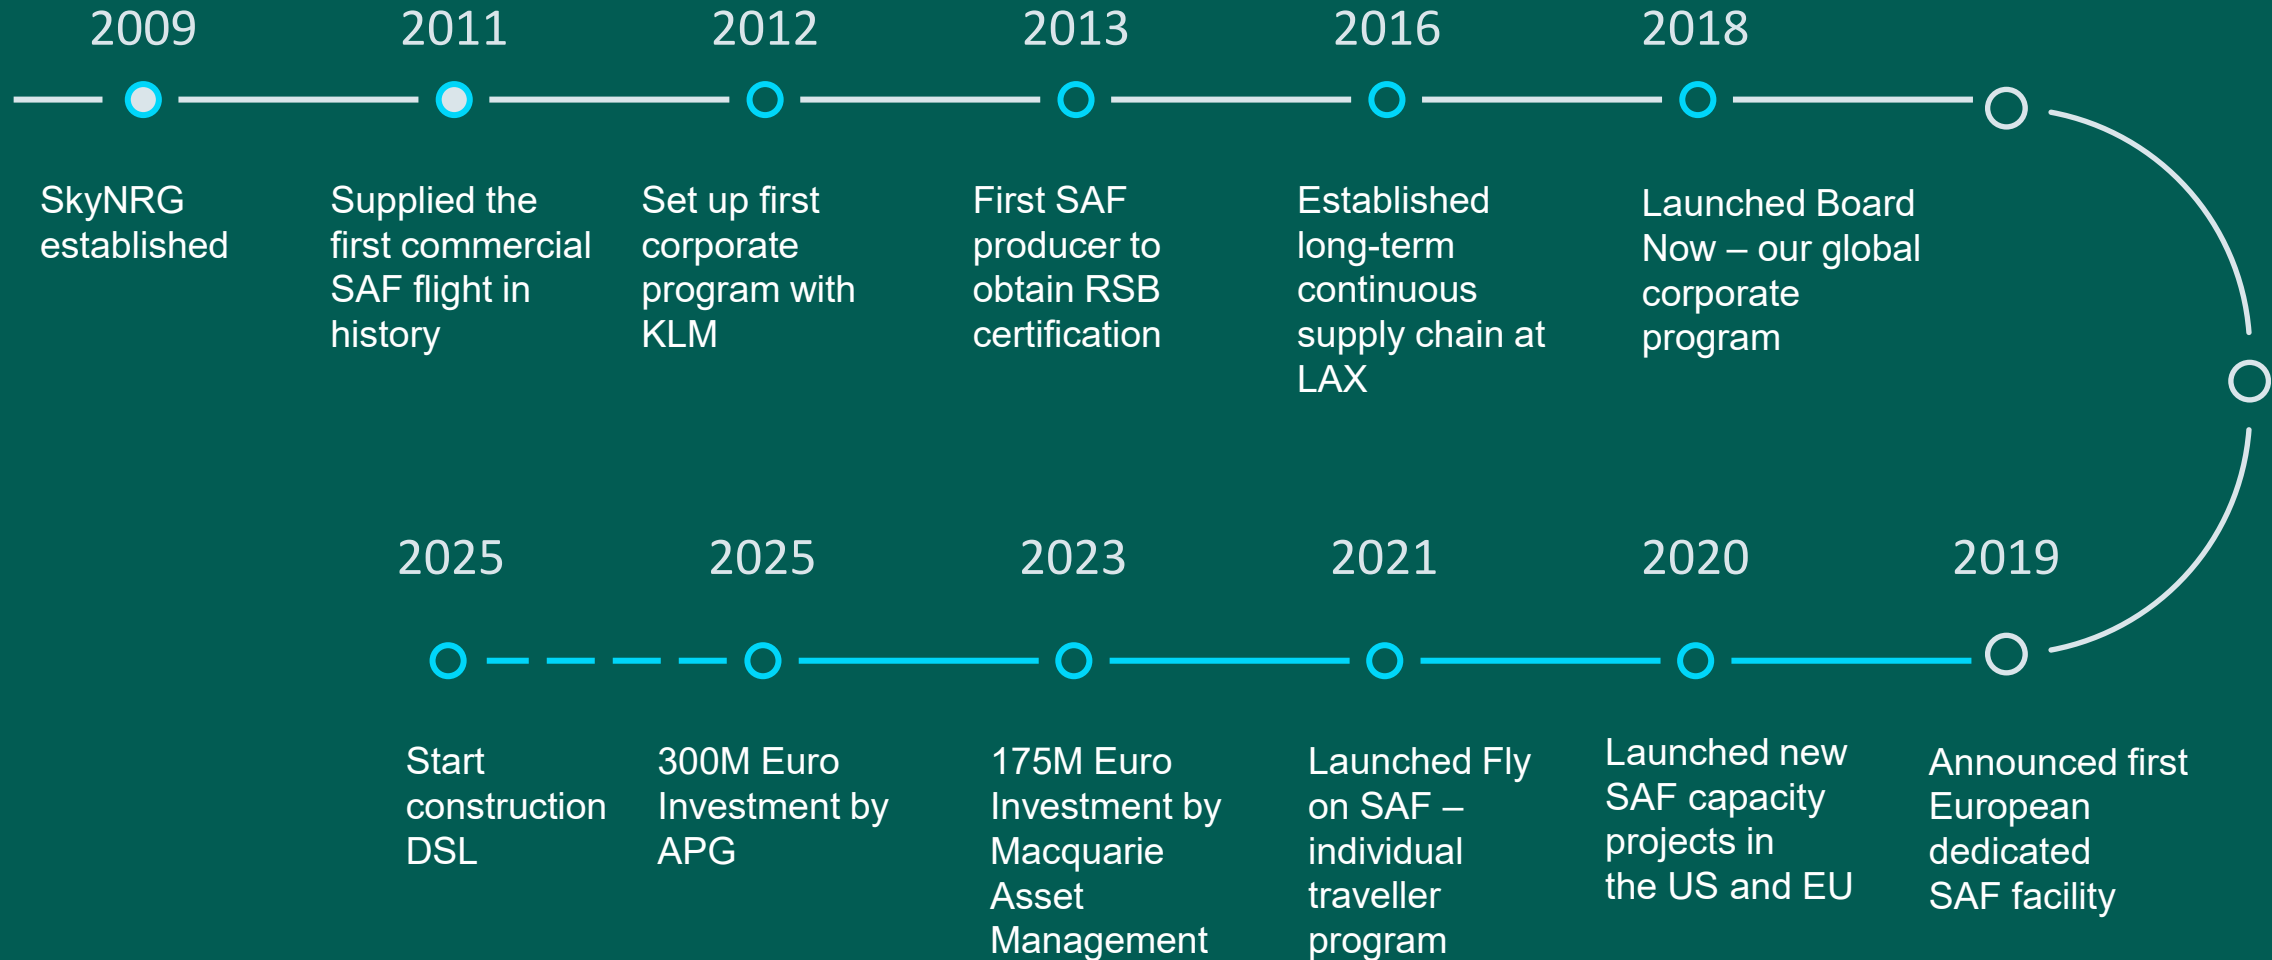 2009
SkyNRG
established
2011
Supplied the
first commercial
SAF flight in
history
2012
Set up first
corporate
program with
KLM
2013
First SAF
producer to
obtain RSB
certification
2016
Established
long-term
continuous
supply chain at
LAX
2018
Launched Board
Now – our global
corporate
program
2019
Announced first
European
dedicated
SAF facility
2020
Launched new
SAF capacity
projects in
the US and EU
2021
Launched Fly
on SAF –
individual
traveller
program
2023
175M Euro
Investment by
Macquarie
Asset
Management
2025
300M Euro
Investment by
APG
2025
Start
construction
DSL